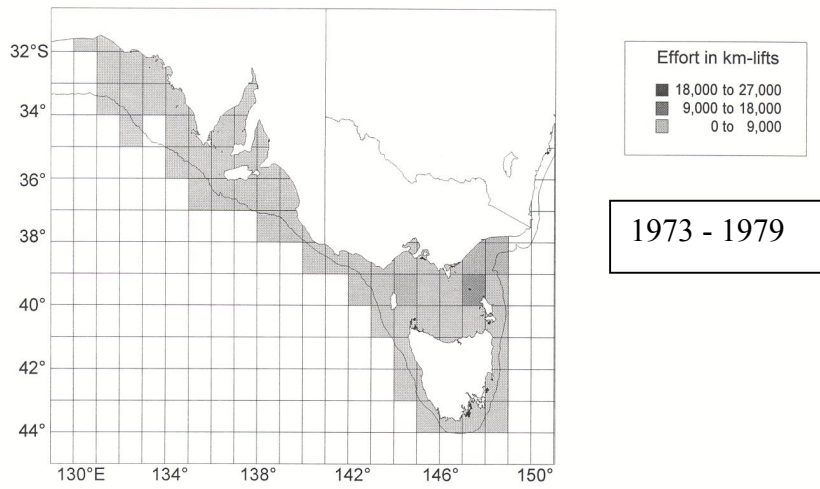 32°S
34°
36°
38°
40°
42°
44°
130°E 134° 138° 142° 146° 150°
Effort in km-lifts
18,000 to 27,000
9,000 to 18,000
0 to 9,000
1973 - 1979